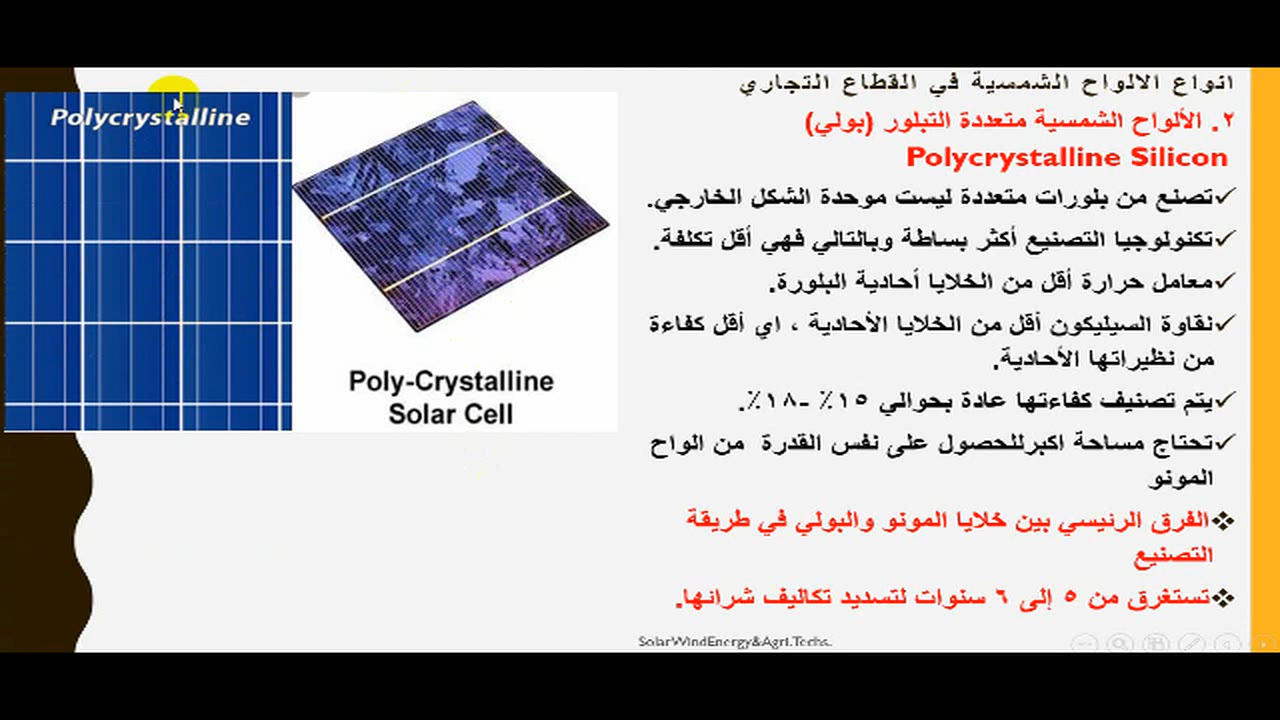 انواع الالواح الشمسية في القطاع التجاري
٢. الألواح الشمسية متعددة التبلور (بولي)
Polycrystalline Silicon
✓تصنع من بلورات متعددة ليست موحدة الشكل الخارجي.
✓تكنولوجيا التصنيع أكثر بساطة وبالتالي فهي أقل تكلفة.
✓معامل حرارة أقل من الخلايا أحادية البلورة.
✓نقاوة السيليكون أقل من الخلايا الأحادية ، اي أقل كفاءة
من نظيراتها الأحادية.
✓يتم تصنيف كفاءتها عادة بحوالي ١٥٪ -١٨٪.
✓تحتاج مساحة اكبرللحصول على نفس القدرة من الواح
المونو
❖الفرق الرئيسي بين خلايا المونو والبولي في طريقة
التصنيع
❖تستغرق من ٥ إلى ٦ سنوات لتسديد تكاليف شرائها.
Polycrystalline
Poly-Crystalline
Solar Cell
SolarWindEnergy&Agri.Techs.